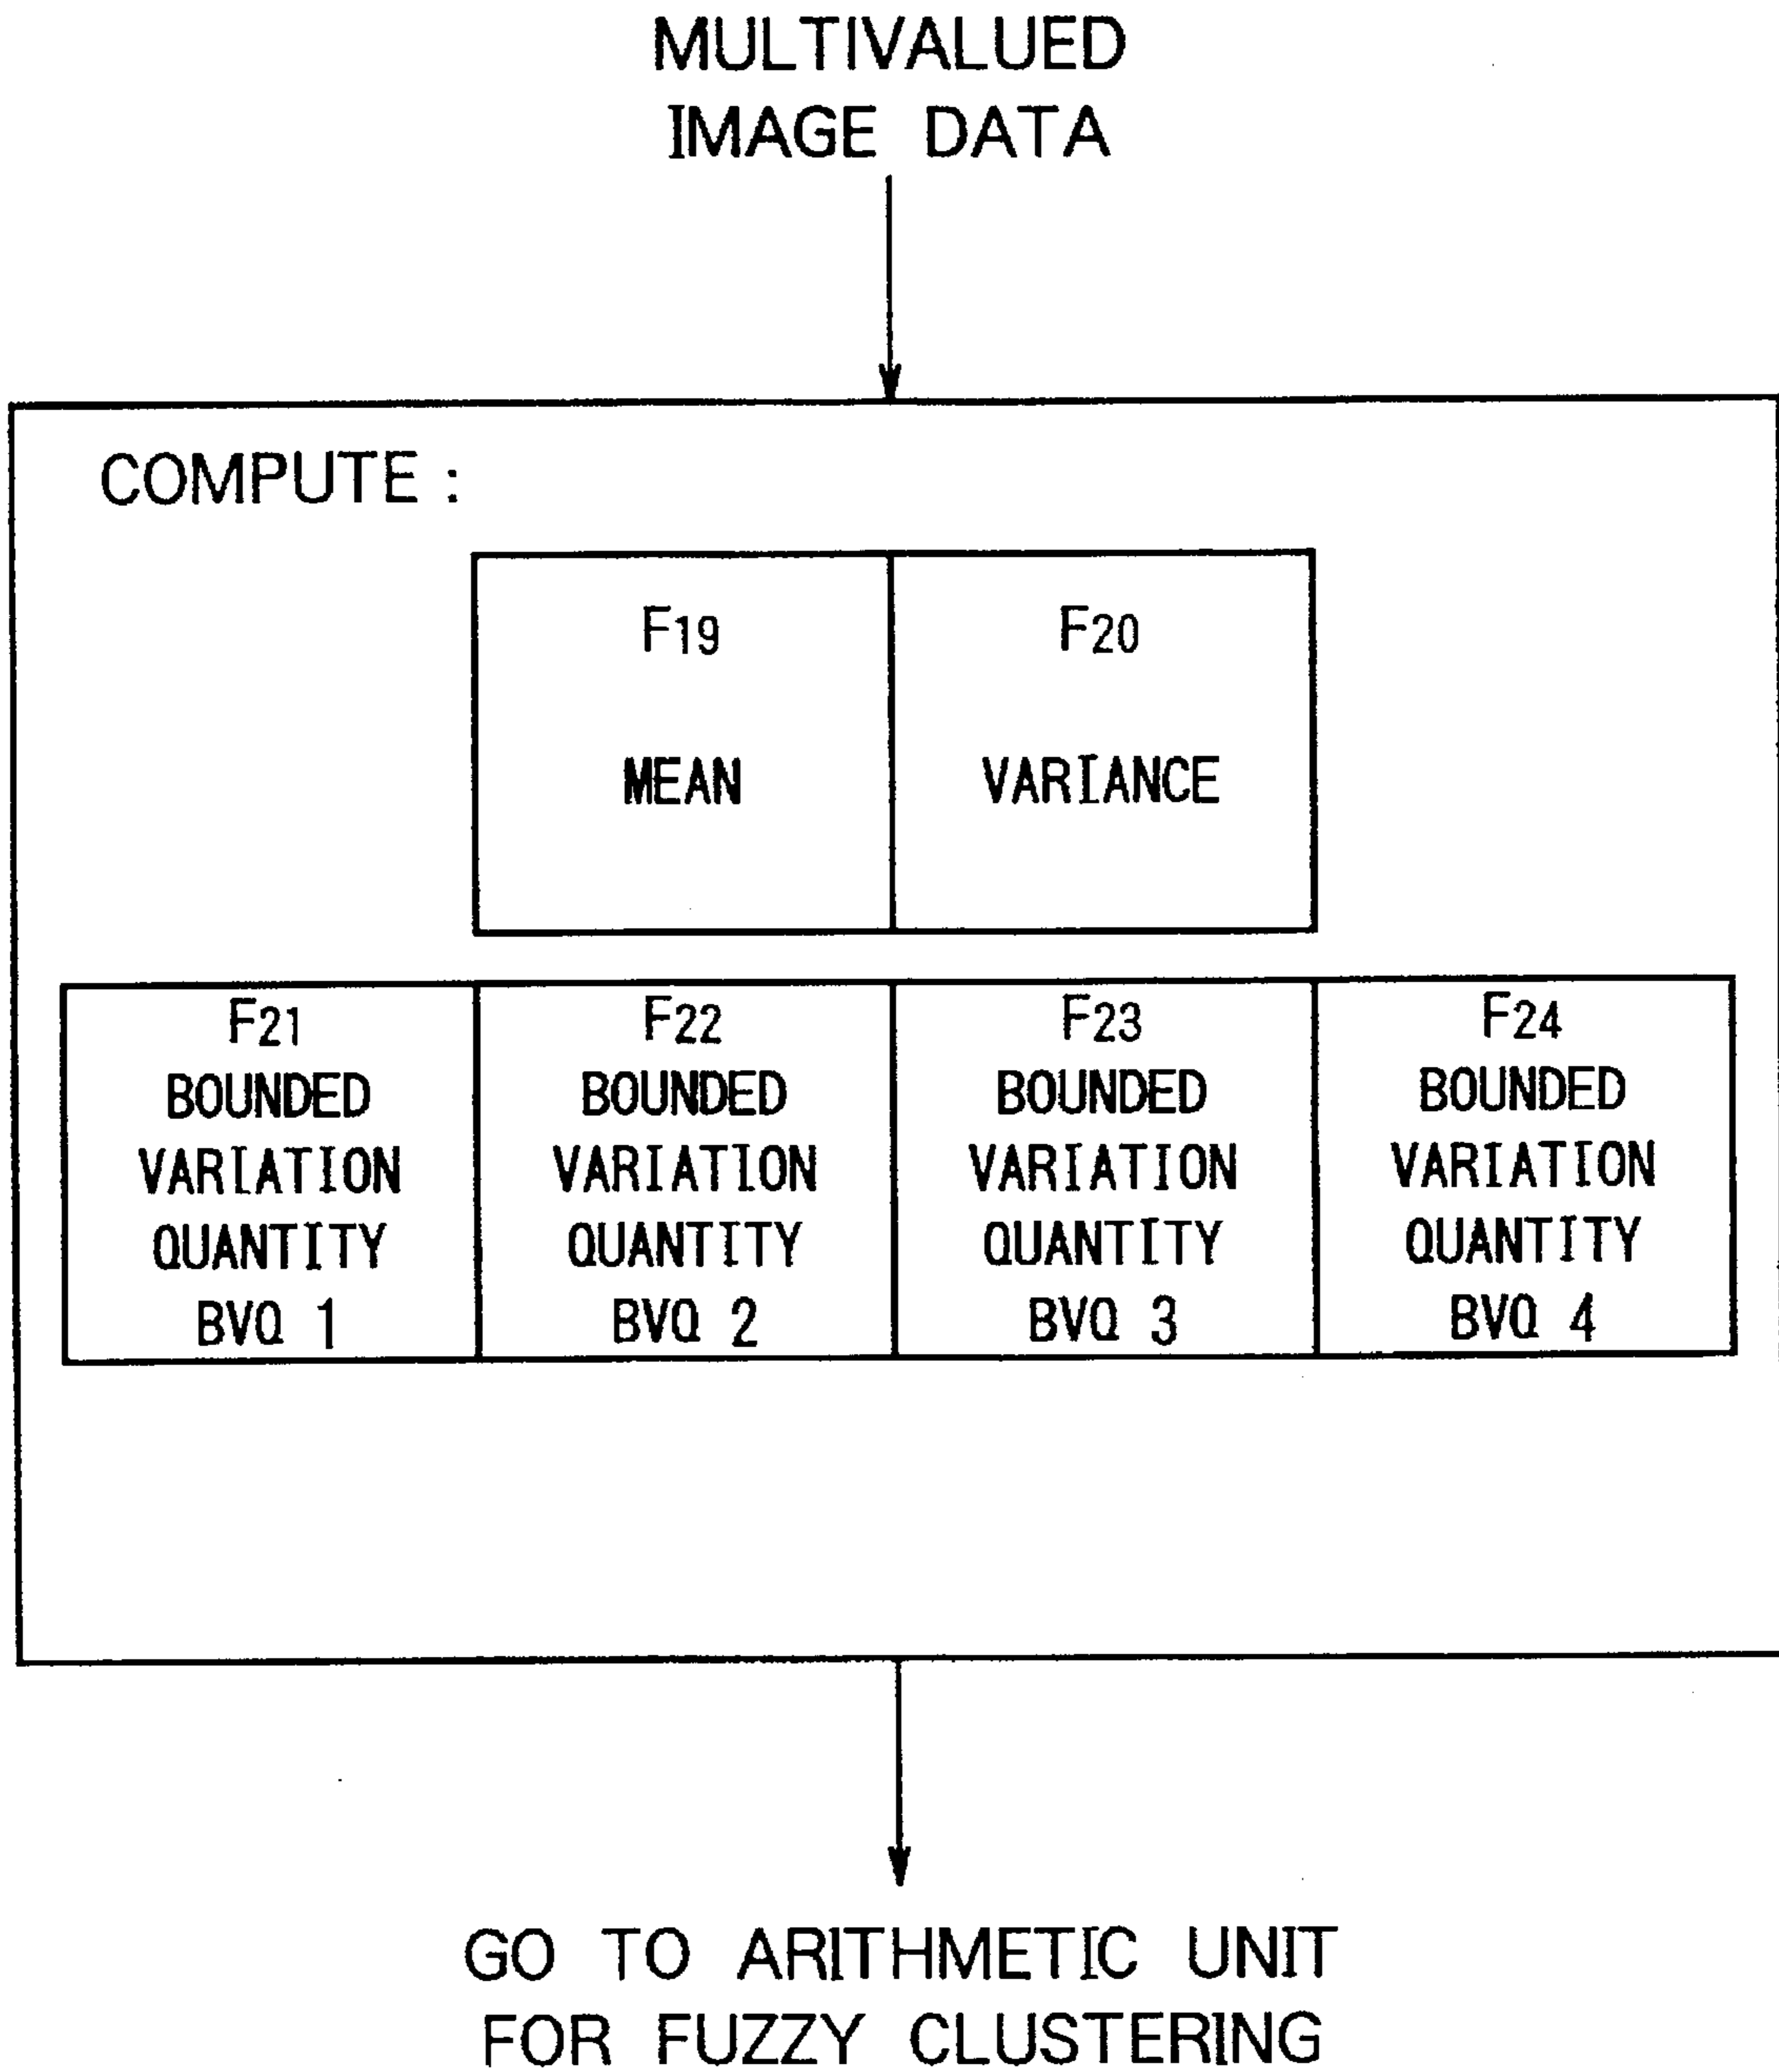 MULTIVALUED
IMAGE DATA
COMPUTE :
F19 F20
MEAN VARIANCE
F21 F22 F23 F24
BOUNDED BOUNDED BOUNDED BOUNDED
VARIATION VARIATION VARIATION VARIATION
QUANTITY QUANTITY QUANTITY QUANTITY
BVQ 1 BVQ 2 BVQ 3 BVQ 4
GO TO ARITHMETIC UNIT
FOR FUZZY CLUSTERING